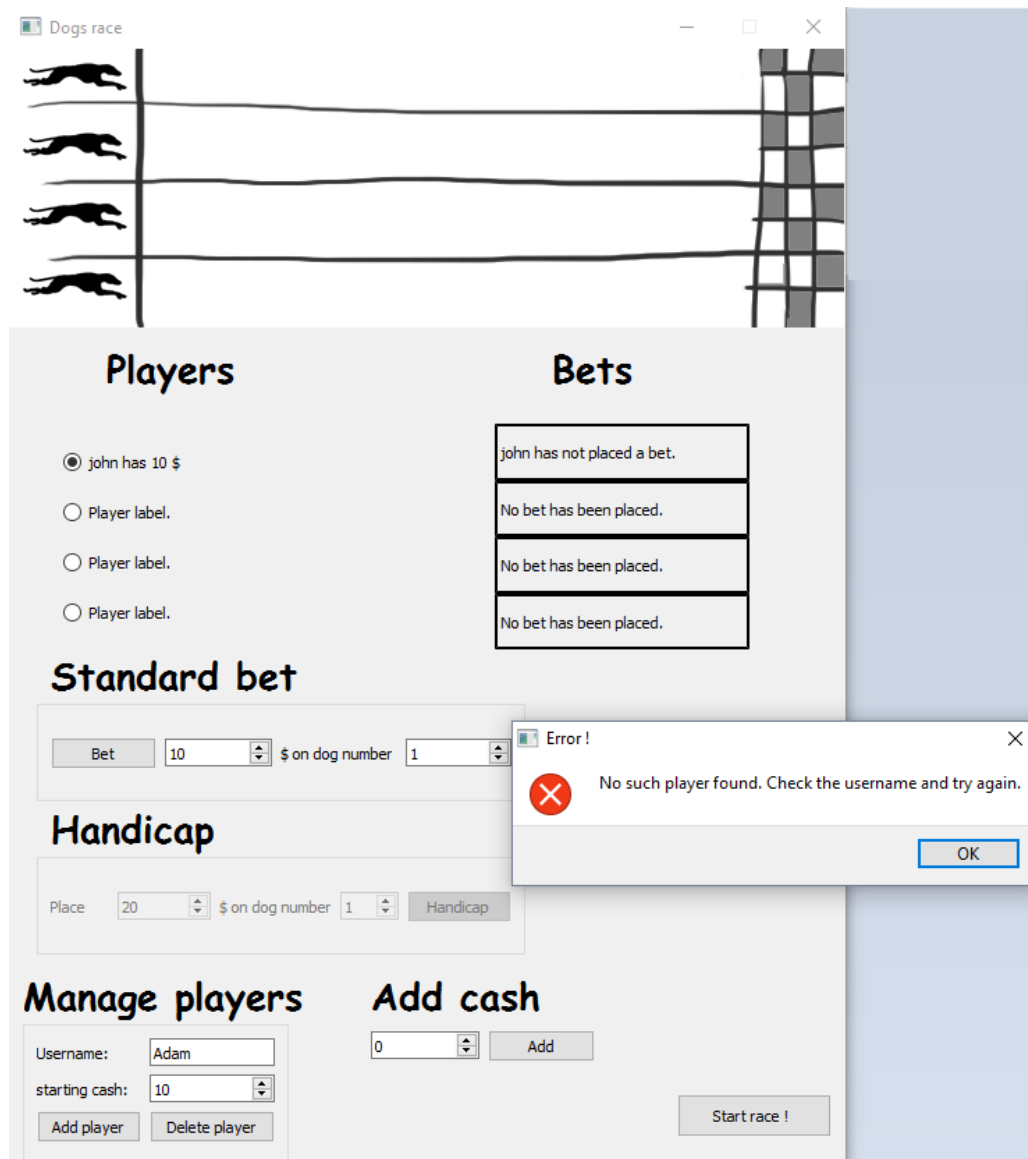 Dogs race
Players
Bets
john has 10 $
john has not placed a bet.
Player label.
No bet has been placed.
Player label.
No bet has been placed.
Player label.
No bet has been placed.
Standard bet
Bet 10 $ on dog number 1
Error !
No such player found. Check the username and try again.
OK
Handicap
Place 20 $ on dog number 1 Handicap
Manage players
Add cash
Username: Adam
0 Add
starting cash: 10
Add player Delete player
Start race !